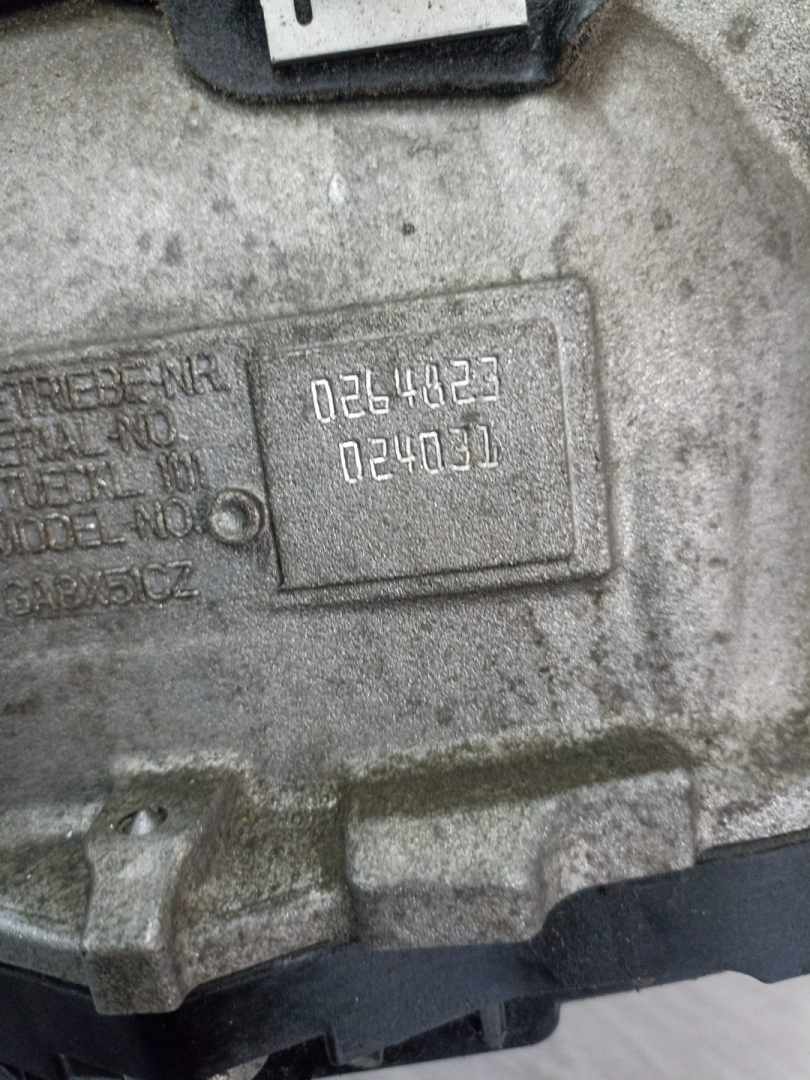 ETRIEBE-NR. 0264823
ERIAL-NO. 024031
TUECKL. 101
ODEL-NO.
GA8X51CZ